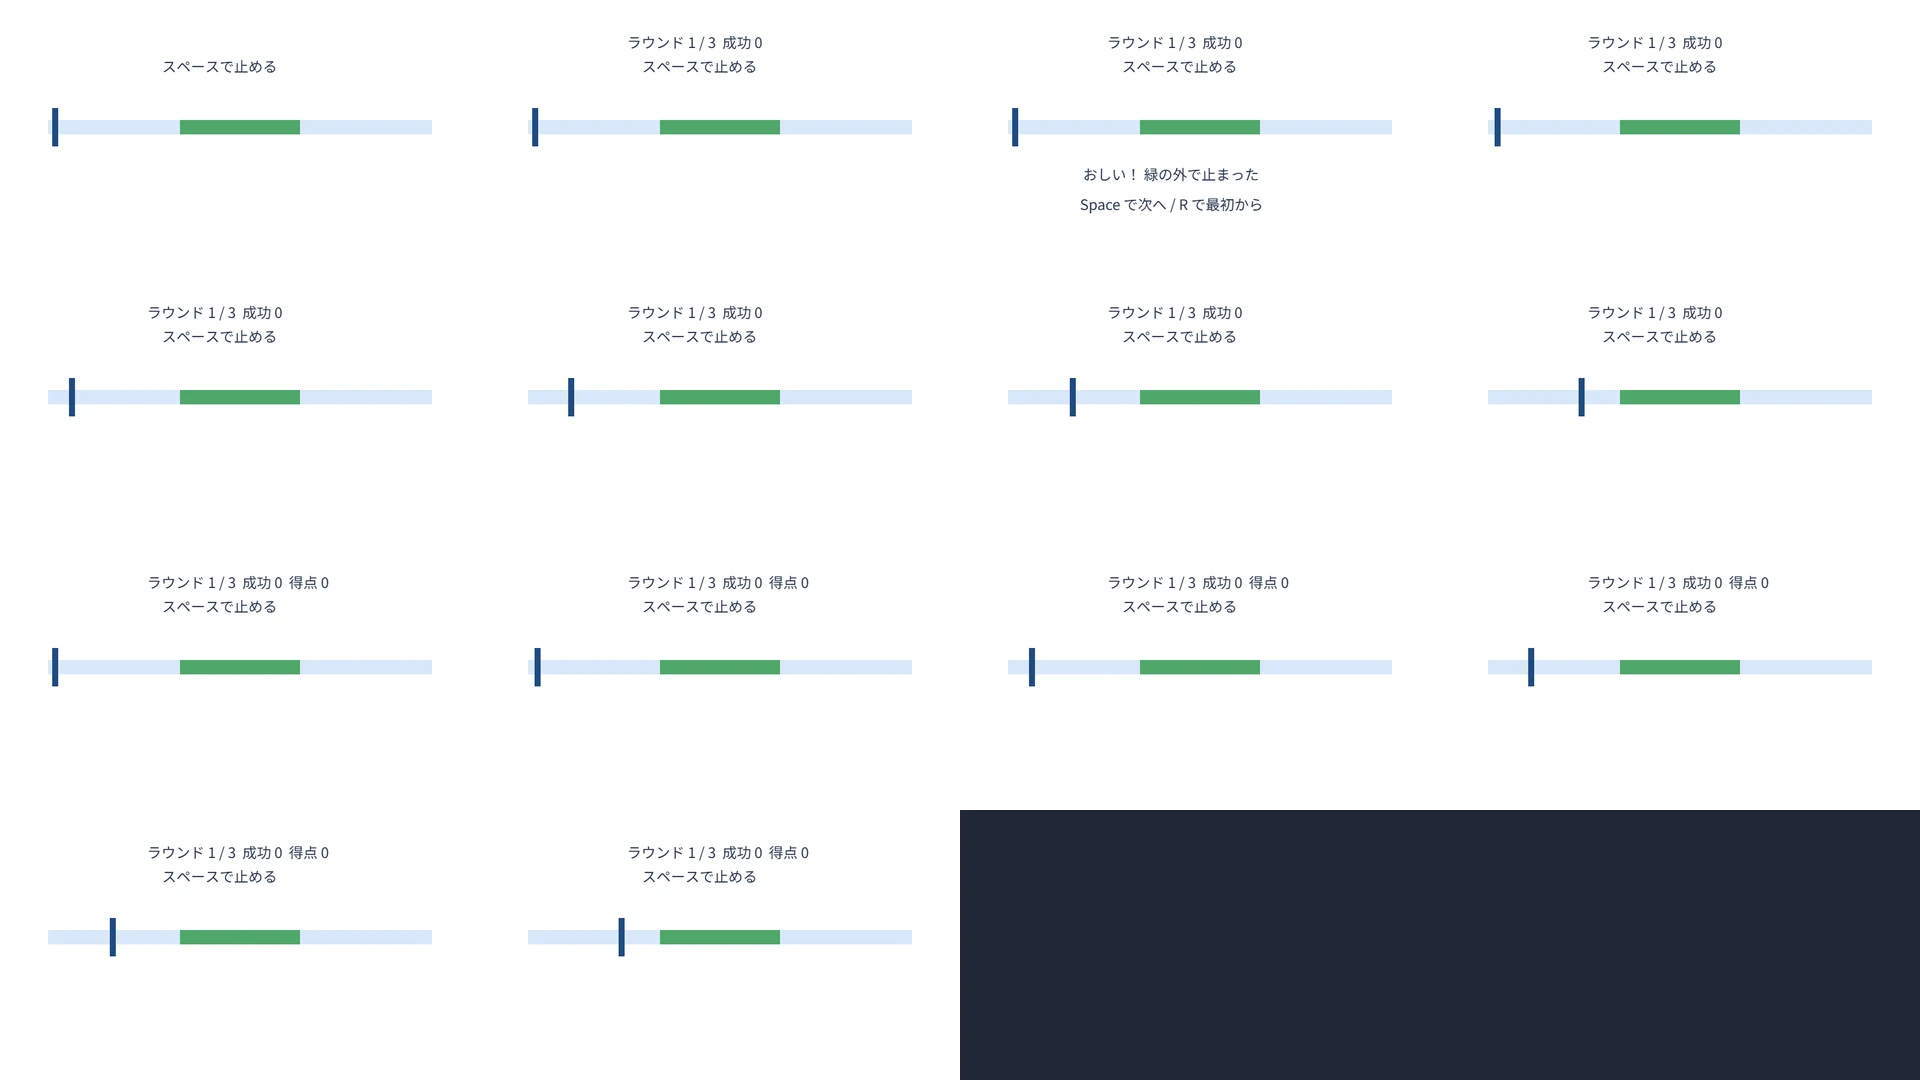 スペースで止める
ラウンド 1 / 3 成功 0
スペースで止める
ラウンド 1 / 3 成功 0
スペースで止める
おしい！ 緑の外で止まった
Space で次へ / R で最初から
ラウンド 1 / 3 成功 0
スペースで止める
ラウンド 1 / 3 成功 0
スペースで止める
ラウンド 1 / 3 成功 0
スペースで止める
ラウンド 1 / 3 成功 0
スペースで止める
ラウンド 1 / 3 成功 0
スペースで止める
ラウンド 1 / 3 成功 0 得点 0
スペースで止める
ラウンド 1 / 3 成功 0 得点 0
スペースで止める
ラウンド 1 / 3 成功 0 得点 0
スペースで止める
ラウンド 1 / 3 成功 0 得点 0
スペースで止める
ラウンド 1 / 3 成功 0 得点 0
スペースで止める
ラウンド 1 / 3 成功 0 得点 0
スペースで止める